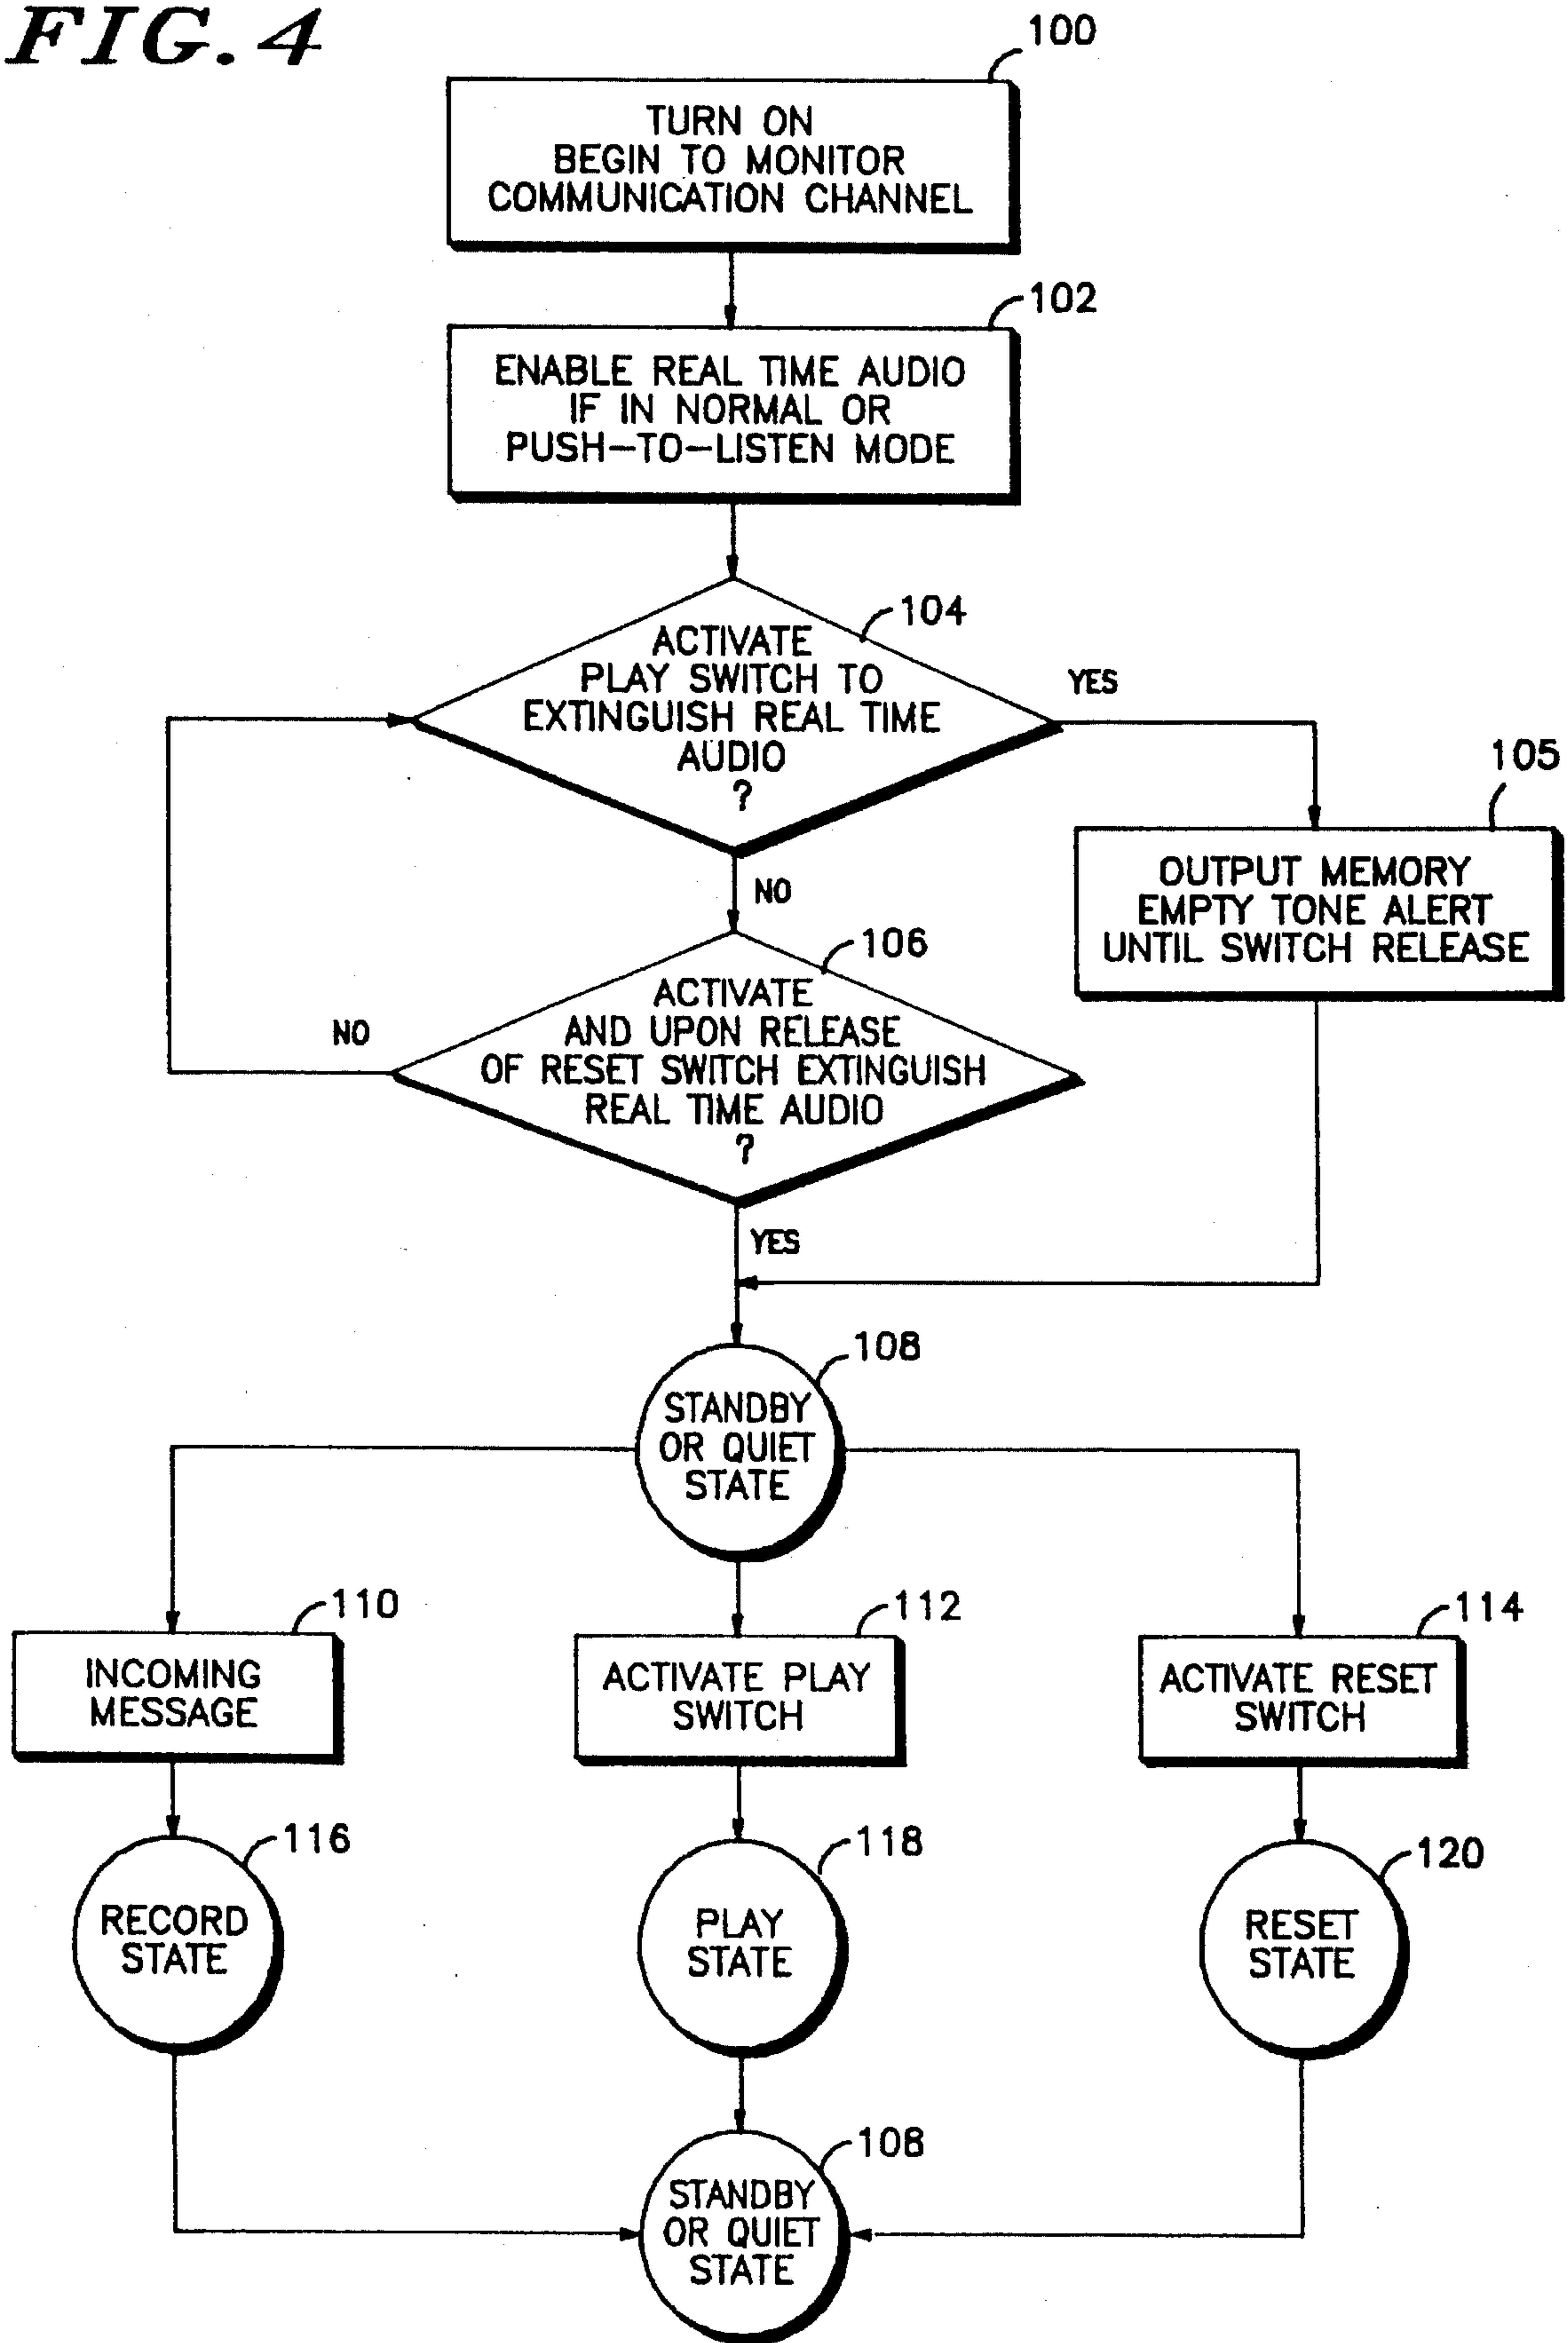 FIG. 4
100
TURN ON
BEGIN TO MONITOR
COMMUNICATION CHANNEL
102
ENABLE REAL TIME AUDIO
IF IN NORMAL OR
PUSH-TO-LISTEN MODE
104
ACTIVATE
PLAY SWITCH TO
EXTINGUISH REAL TIME
AUDIO
?
YES
105
OUTPUT MEMORY
EMPTY TONE ALERT
UNTIL SWITCH RELEASE
NO
106
ACTIVATE
AND UPON RELEASE
OF RESET SWITCH EXTINGUISH
REAL TIME AUDIO
?
NO
YES
108
STANDBY
OR QUIET
STATE
110
INCOMING
MESSAGE
112
ACTIVATE PLAY
SWITCH
114
ACTIVATE RESET
SWITCH
116
RECORD
STATE
118
PLAY
STATE
120
RESET
STATE
108
STANDBY
OR QUIET
STATE